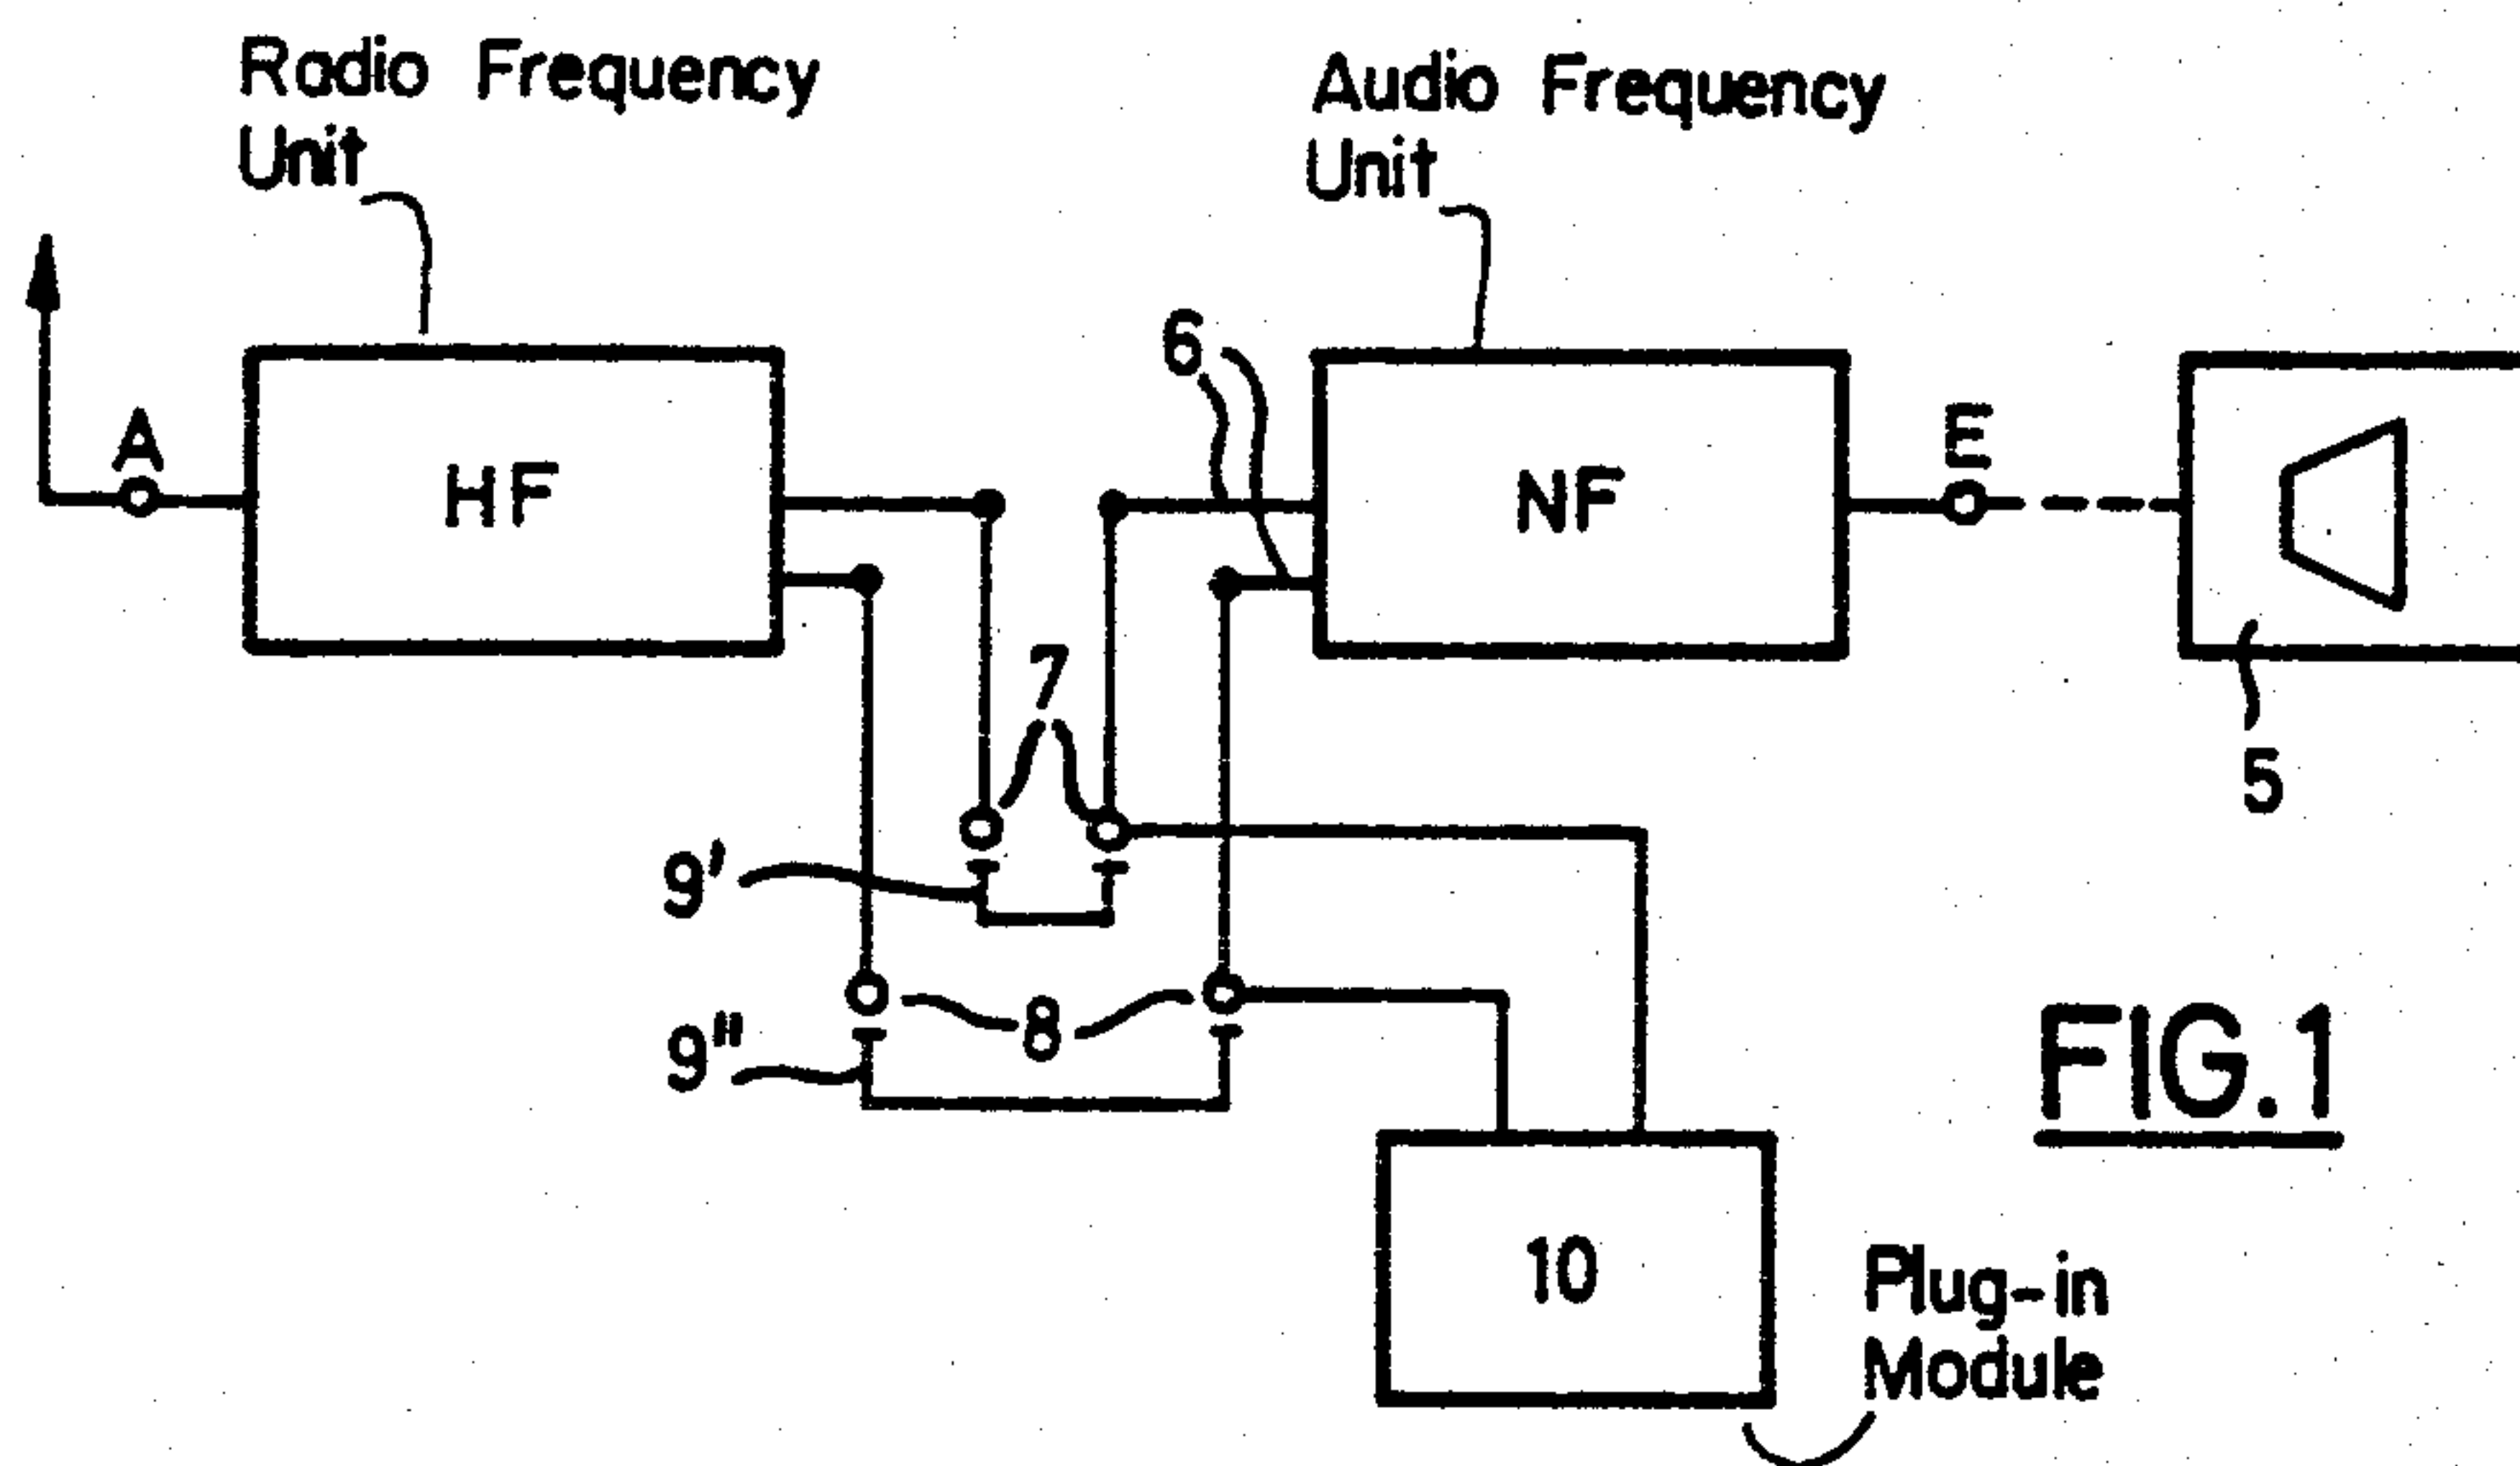 Radio Frequency
Unit
Audio Frequency
Unit
A
HF
6
NF
E
5
7
9'
8
9"
10
FIG.1
Plug-in
Module